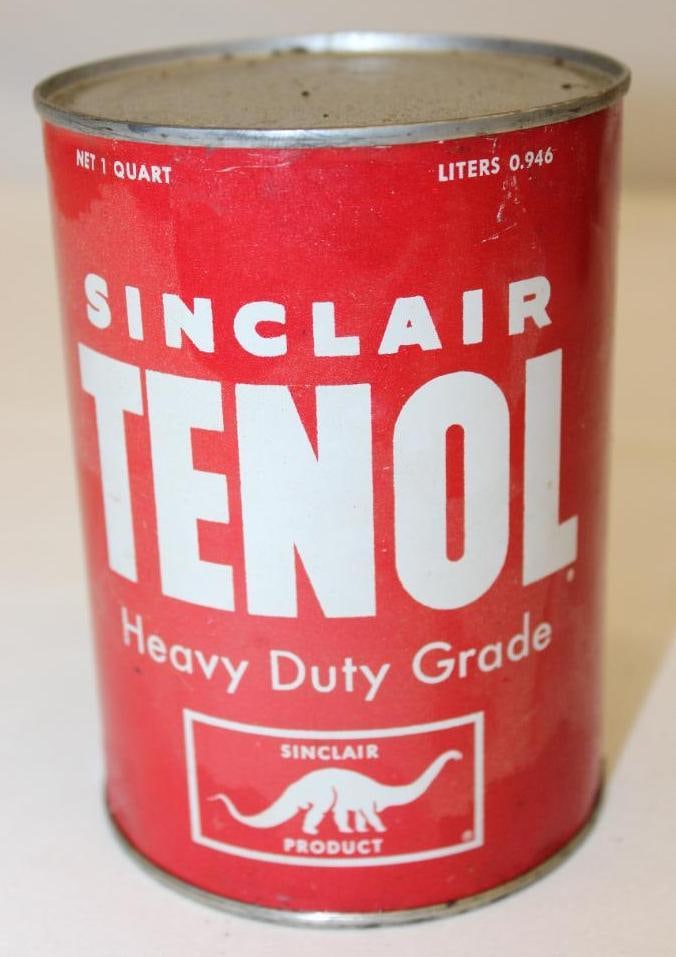 NET 1 QUART
LITERS 0.946
SINCLAIR
TENOL
Heavy Duty Grade
SINCLAIR
PRODUCT
®